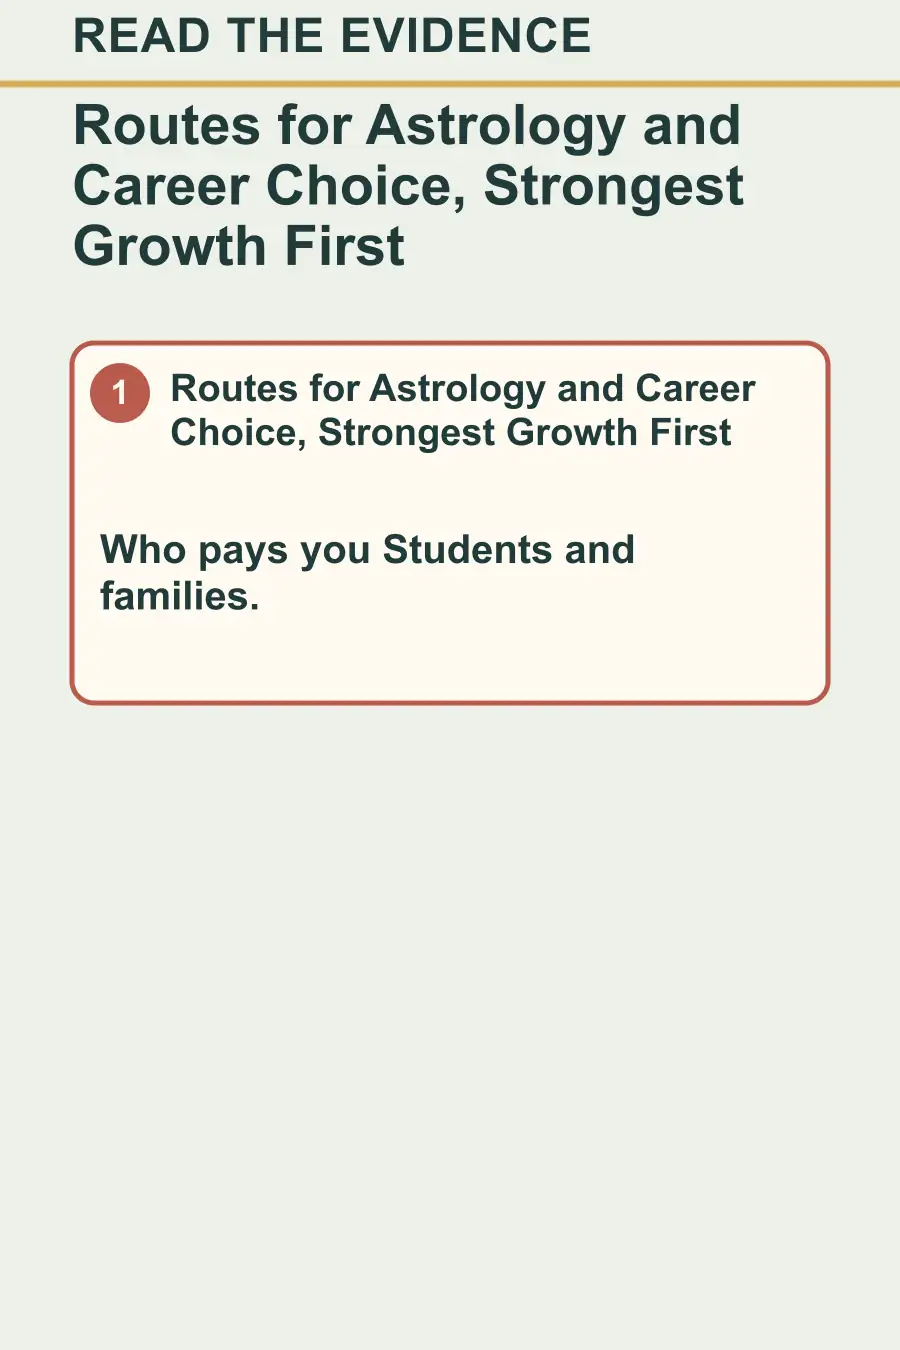 READ THE EVIDENCE
Routes for Astrology and
Career Choice, Strongest
Growth First
1
Routes for Astrology and Career
Choice, Strongest Growth First
Who pays you Students and
families.